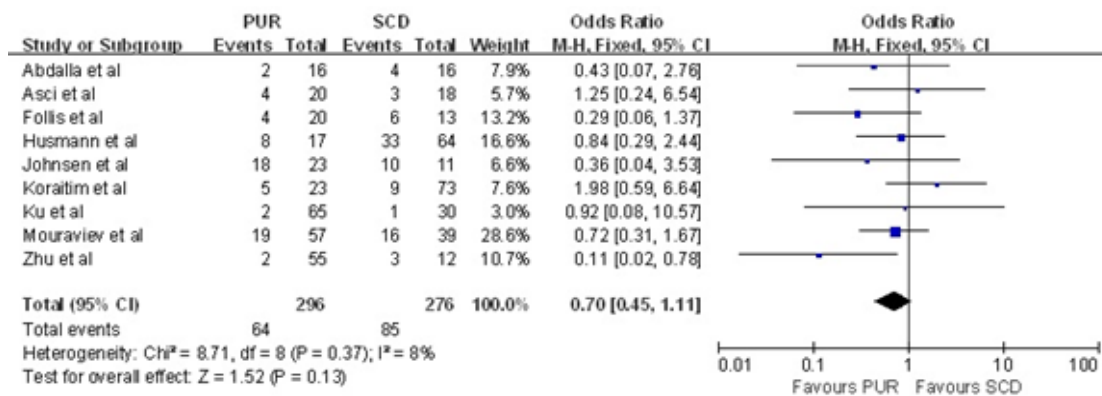 PUR SCD Odds Ratio Odds Ratio
Study or Subgroup Events Total Events Total Weight M-H, Fixed, 95% CI M-H, Fixed, 95% CI
Abdalla et al 2 16 4 16 7.9% 0.43 [0.07, 2.76]
Asci et al 4 20 3 18 5.7% 1.25 [0.24, 6.54]
Follis et al 4 20 6 13 13.2% 0.29 [0.06, 1.37]
Husmann et al 8 17 33 64 16.6% 0.84 [0.29, 2.44]
Johnsen et al 18 23 10 11 6.6% 0.36 [0.04, 3.53]
Koraitim et al 5 23 9 73 7.6% 1.98 [0.59, 6.64]
Ku et al 2 65 1 30 3.0% 0.92 [0.08, 10.57]
Mouraviev et al 19 57 16 39 28.6% 0.72 [0.31, 1.67]
Zhu et al 2 55 3 12 10.7% 0.11 [0.02, 0.78]
Total (95% CI) 296 276 100.0% 0.70 [0.45, 1.11]
Total events 64 85
Heterogeneity: Chi² = 8.71, df = 8 (P = 0.37); I² = 8%
Test for overall effect: Z = 1.52 (P = 0.13)
0.01 0.1 1 10 100
Favours PUR Favours SCD